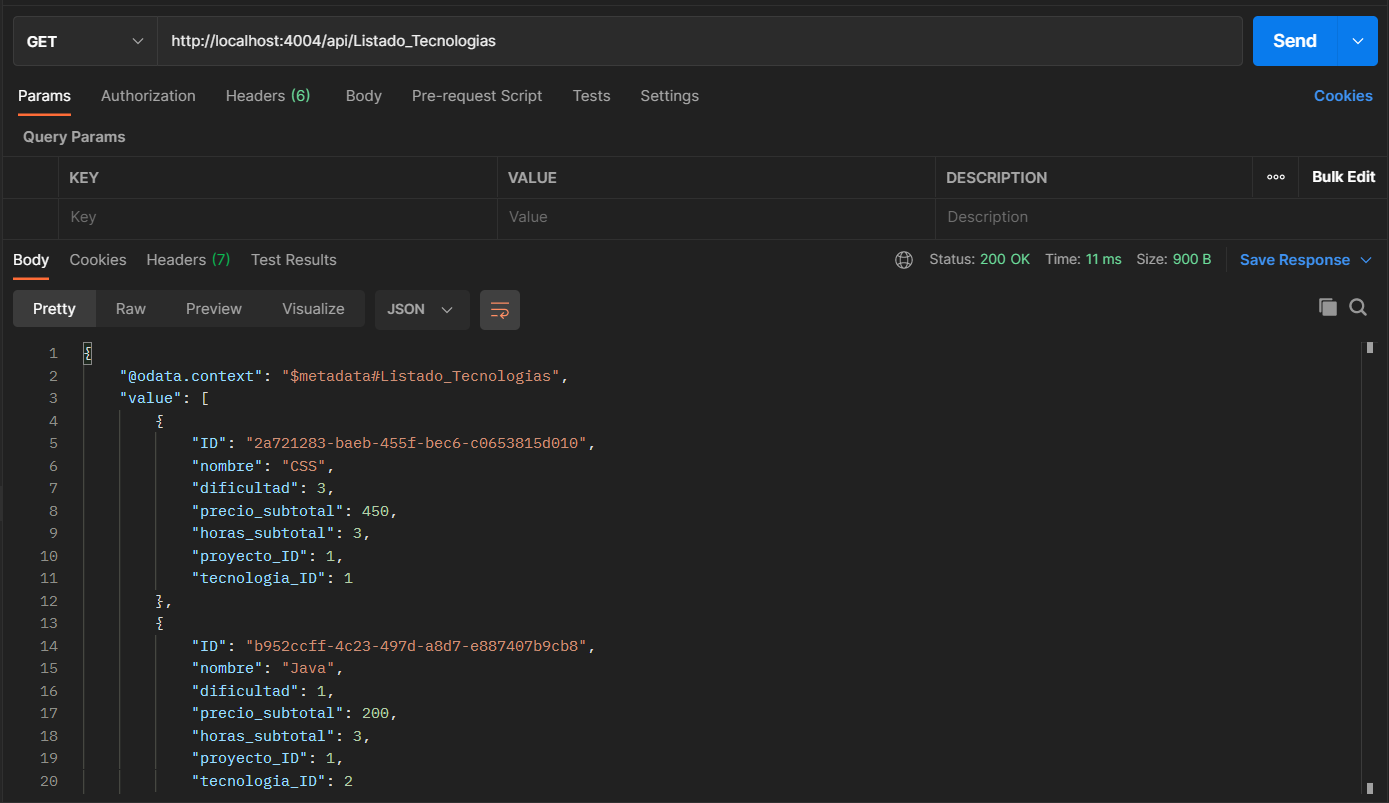 GET http://localhost:4004/api/Listado_Tecnologias Send
Params Authorization Headers (6) Body Pre-request Script Tests Settings Cookies
Query Params
KEY VALUE DESCRIPTION ooo Bulk Edit
Key Value Description
Body Cookies Headers (7) Test Results Status: 200 OK Time: 11 ms Size: 900 B Save Response
Pretty Raw Preview Visualize JSON
1 {
2 "@odata.context": "$metadata#Listado_Tecnologias",
3 "value": [
4 {
5 "ID": "2a721283-baeb-455f-bec6-c0653815d010",
6 "nombre": "CSS",
7 "dificultad": 3,
8 "precio_subtotal": 450,
9 "horas_subtotal": 3,
10 "proyecto_ID": 1,
11 "tecnologia_ID": 1
12 },
13 {
14 "ID": "b952ccff-4c23-497d-a8d7-e887407b9cb8",
15 "nombre": "Java",
16 "dificultad": 1,
17 "precio_subtotal": 200,
18 "horas_subtotal": 3,
19 "proyecto_ID": 1,
20 "tecnologia_ID": 2